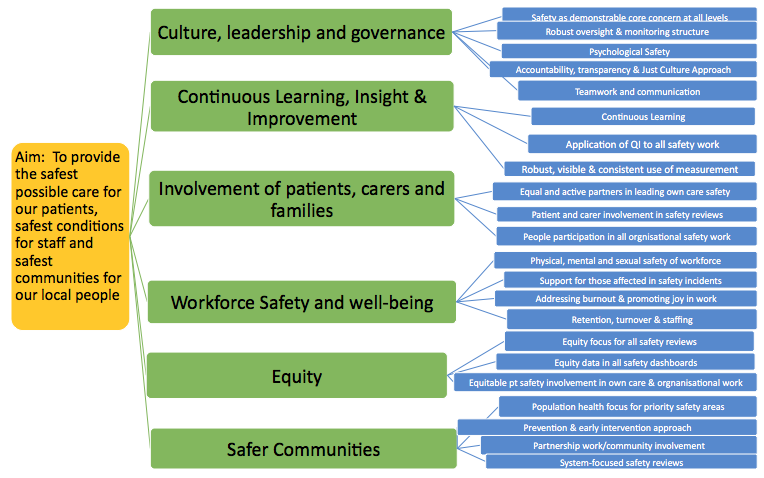 Aim: To provide
the safest
possible care for
our patients,
safest conditions
for staff and
safest
communities for
our local people
Culture, leadership and governance
Safety as demonstrable core concern at all levels
Robust oversight & monitoring structure
Psychological Safety
Accountability, transparency & Just Culture Approach
Teamwork and communication
Continuous Learning, Insight &
Improvement
Continuous Learning
Application of QI to all safety work
Robust, visible & consistent use of measurement
Involvement of patients, carers and
families
Equal and active partners in leading own care safety
Patient and carer involvement in safety reviews
People participation in all orgnisational safety work
Workforce Safety and well-being
Physical, mental and sexual safety of workforce
Support for those affected in safety incidents
Addressing burnout & promoting joy in work
Retention, turnover & staffing
Equity
Equity focus for all safety reviews
Equity data in all safety dashboards
Equitable pt safety involvement in own care & orgnanisational work
Safer Communities
Population health focus for priority safety areas
Prevention & early intervention approach
Partnership work/community involvement
System-focused safety reviews